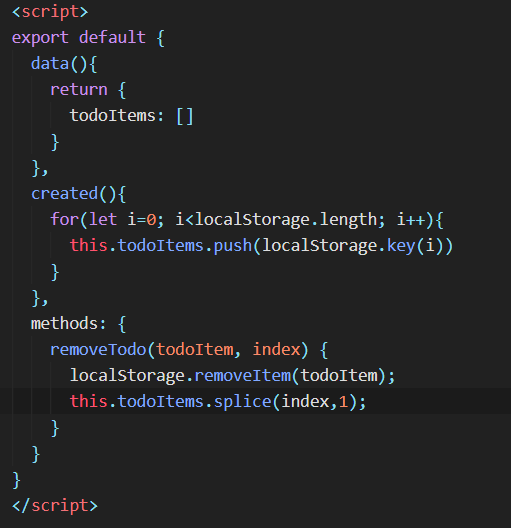 <script>
export default {
  data(){
    return {
      todoItems: []
    }
  },
  created(){
    for(let i=0; i<localStorage.length; i++){
      this.todoItems.push(localStorage.key(i))
    }
  },
  methods: {
    removeTodo(todoItem, index) {
      localStorage.removeItem(todoItem);
      this.todoItems.splice(index,1);
    }
  }
}
</script>